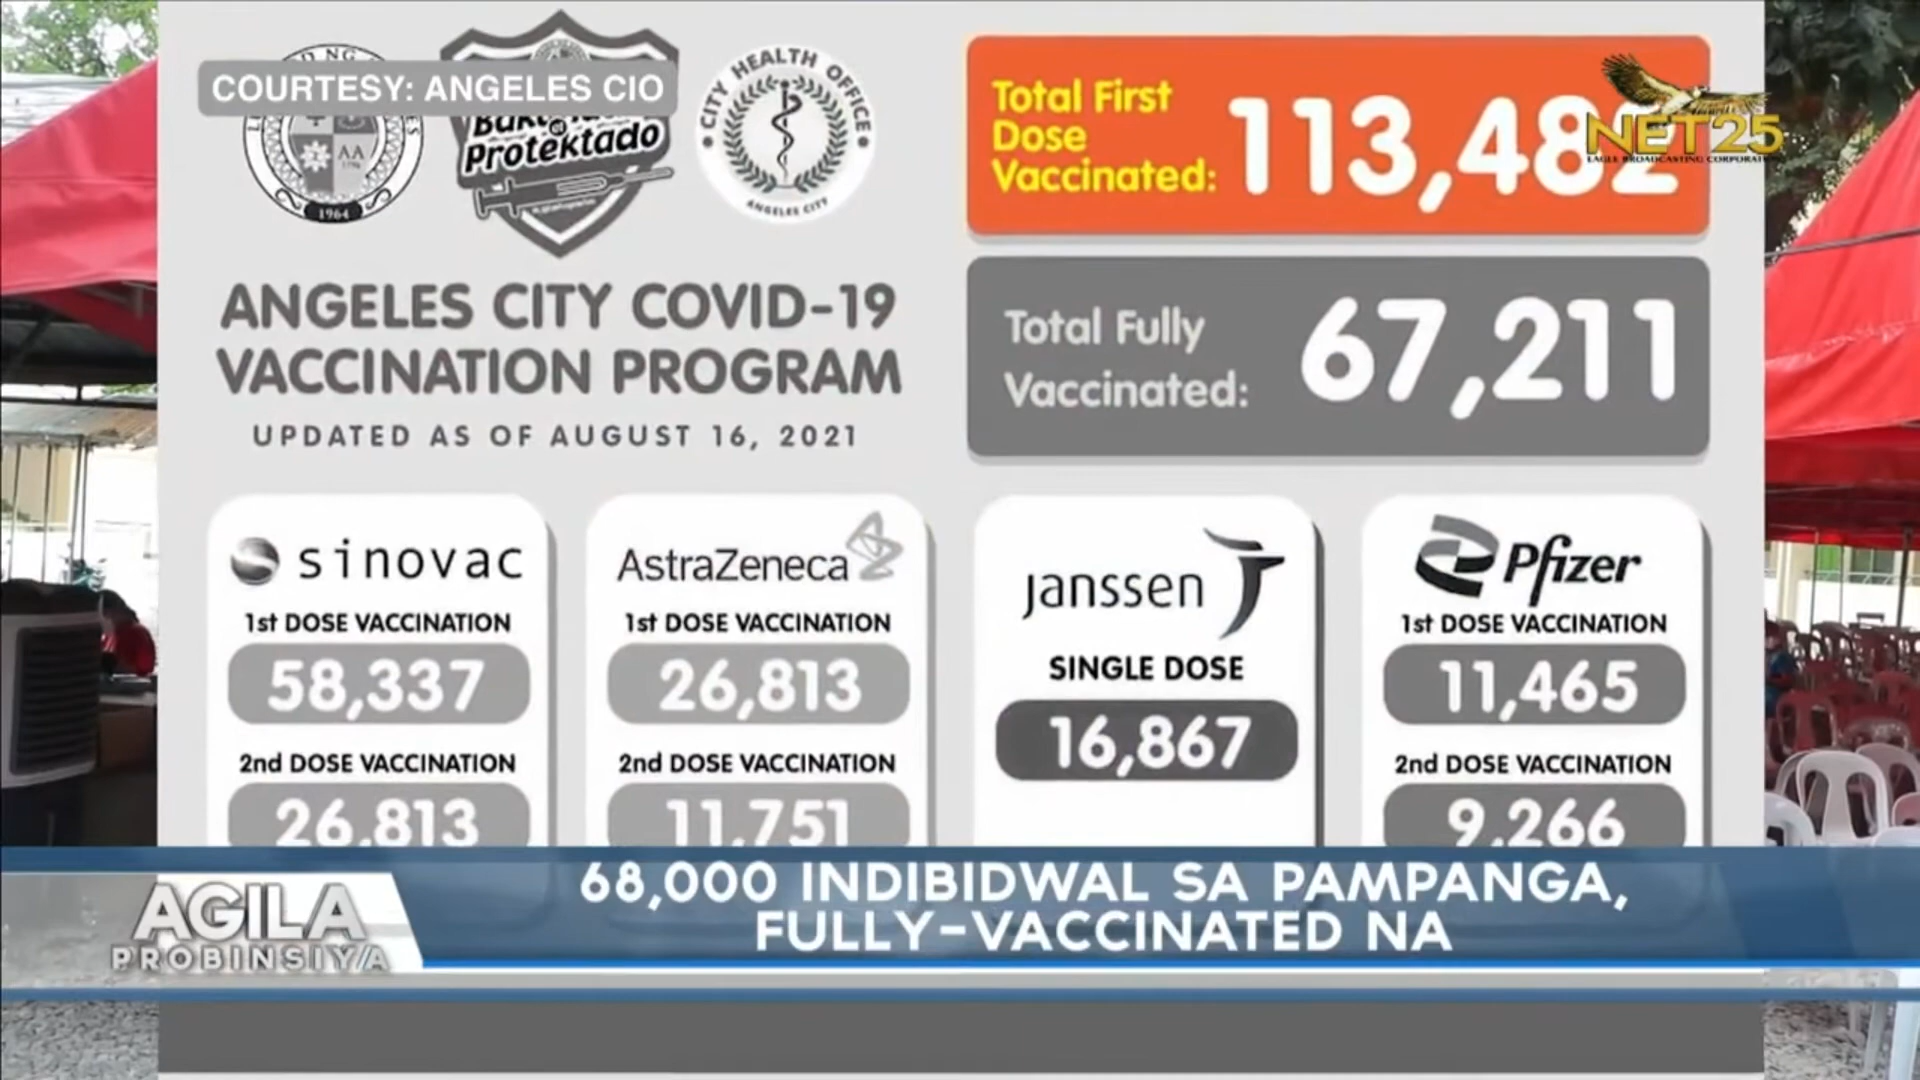 COURTESY: ANGELES CIO
Protektado
1964
CITY HEALTH OFFICE
ANGELES CITY
ANGELES CITY COVID-19
VACCINATION PROGRAM
UPDATED AS OF AUGUST 16, 2021
Total First
Dose
Vaccinated:
113,482
NET25
EAGLE BROADCASTING CORPORATION
Total Fully
Vaccinated:
67,211
sinovac
1st DOSE VACCINATION
58,337
2nd DOSE VACCINATION
26,813
AstraZeneca
1st DOSE VACCINATION
26,813
2nd DOSE VACCINATION
11,751
Janssen
SINGLE DOSE
16,867
Pfizer
1st DOSE VACCINATION
11,465
2nd DOSE VACCINATION
9,266
AGILA
PROBINSIYA
68,000 INDIBIDWAL SA PAMPANGA,
FULLY-VACCINATED NA